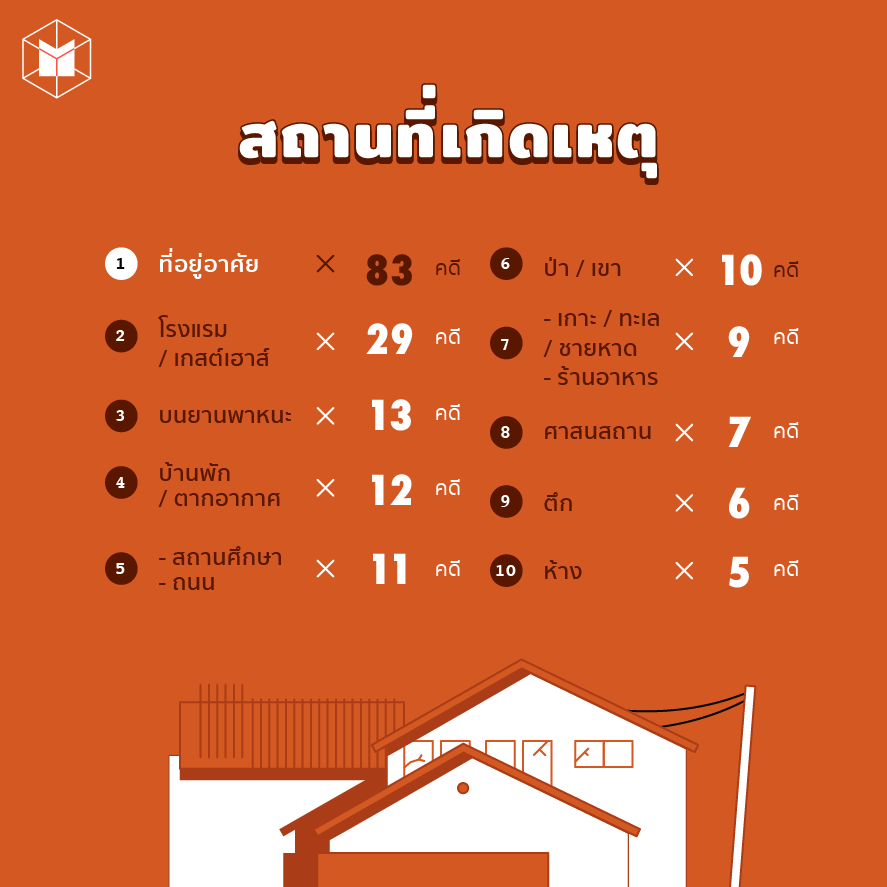 สถานที่เกิดเหตุ
1 ที่อยู่อาศัย × 83 คดี
2 โรงแรม
/ เกสต์เฮาส์ × 29 คดี
3 บนยานพาหนะ × 13 คดี
4 บ้านพัก
/ ตากอากาศ × 12 คดี
5 - สถานศึกษา
- ถนน × 11 คดี
6 ป่า / เขา × 10 คดี
7 - เกาะ / ทะเล
/ ชายหาด × 9 คดี
- ร้านอาหาร
8 ศาสนสถาน × 7 คดี
9 ตึก × 6 คดี
10 ห้าง × 5 คดี